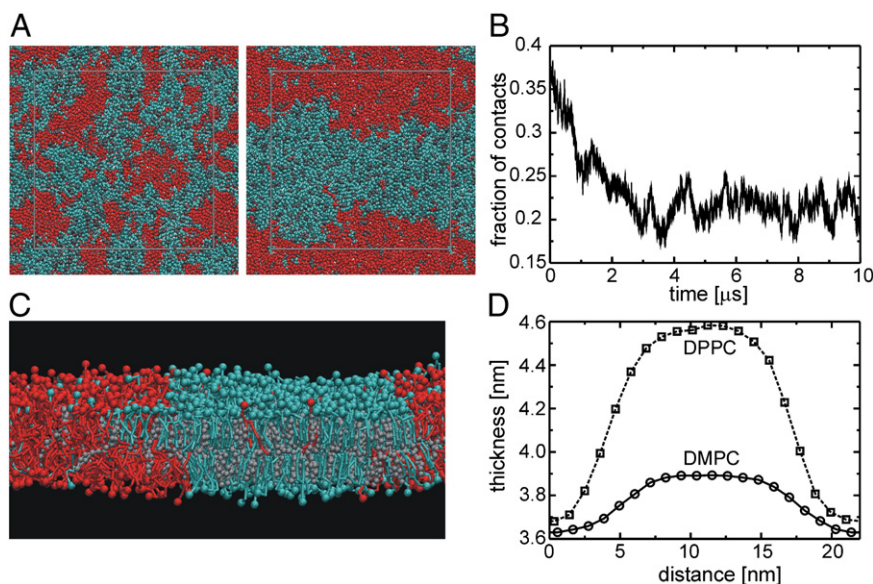 A
B
0.4
0.35
0.3
0.25
0.2
0.15
fraction of contacts
0 2 4 6 8 10
time [μs]
C
D
4.6
4.4
4.2
4.0
3.8
3.6
thickness [nm]
DPPC
DMPC
0 5 10 15 20
distance [nm]